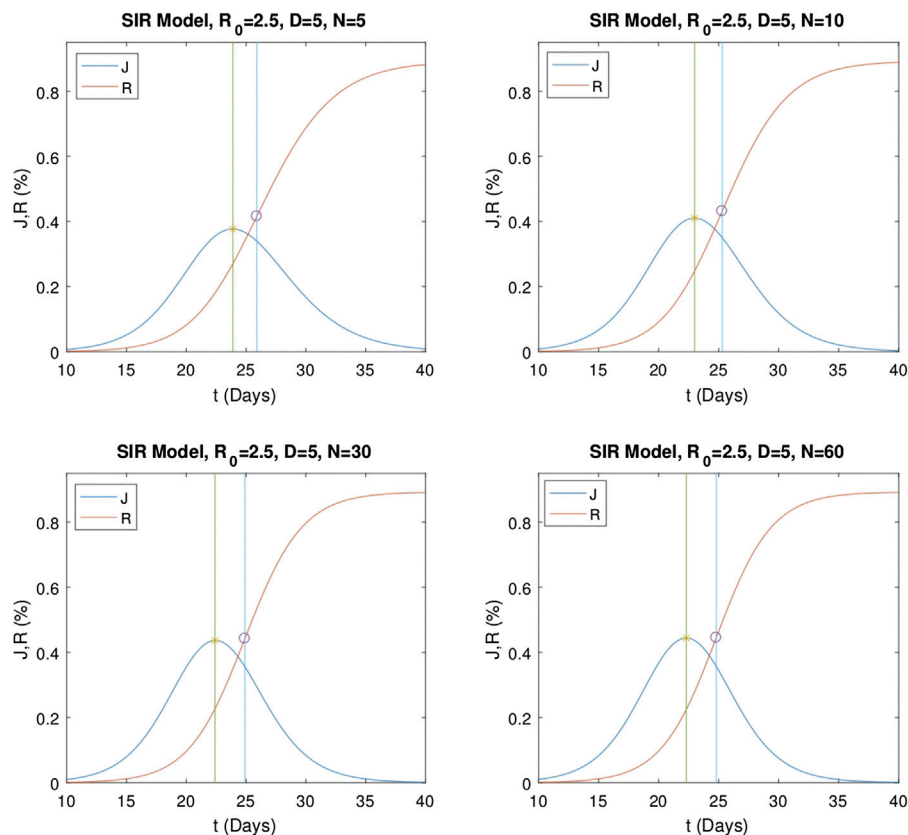 SIR Model, R0=2.5, D=5, N=5
J
R
0.8
0.6
0.4
0.2
0
J,R (%)
10 15 20 25 30 35 40
t (Days)
SIR Model, R0=2.5, D=5, N=10
J
R
0.8
0.6
0.4
0.2
0
J,R (%)
10 15 20 25 30 35 40
t (Days)
SIR Model, R0=2.5, D=5, N=30
J
R
0.8
0.6
0.4
0.2
0
J,R (%)
10 15 20 25 30 35 40
t (Days)
SIR Model, R0=2.5, D=5, N=60
J
R
0.8
0.6
0.4
0.2
0
J,R (%)
10 15 20 25 30 35 40
t (Days)